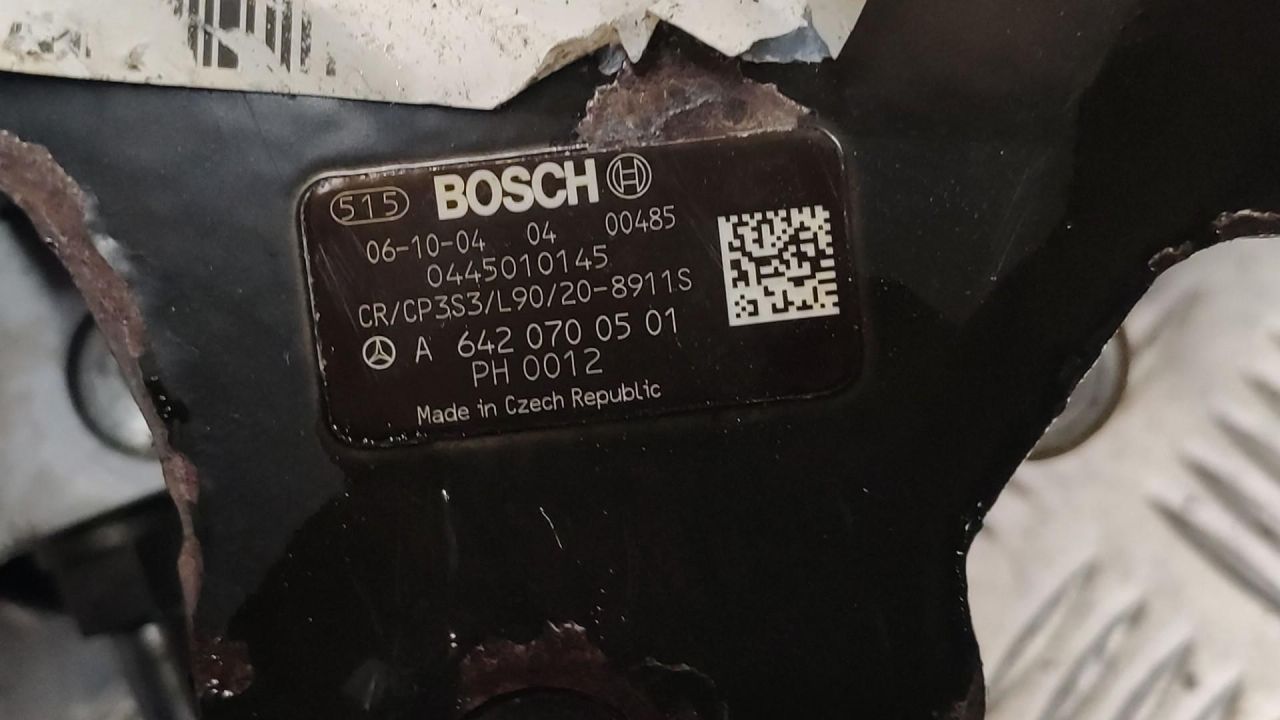 515 BOSCH
06-10-04 04 00485
0445010145
CR/CP3S3/L90/20-8911S
A 642 070 05 01
PH 0012
Made in Czech Republic